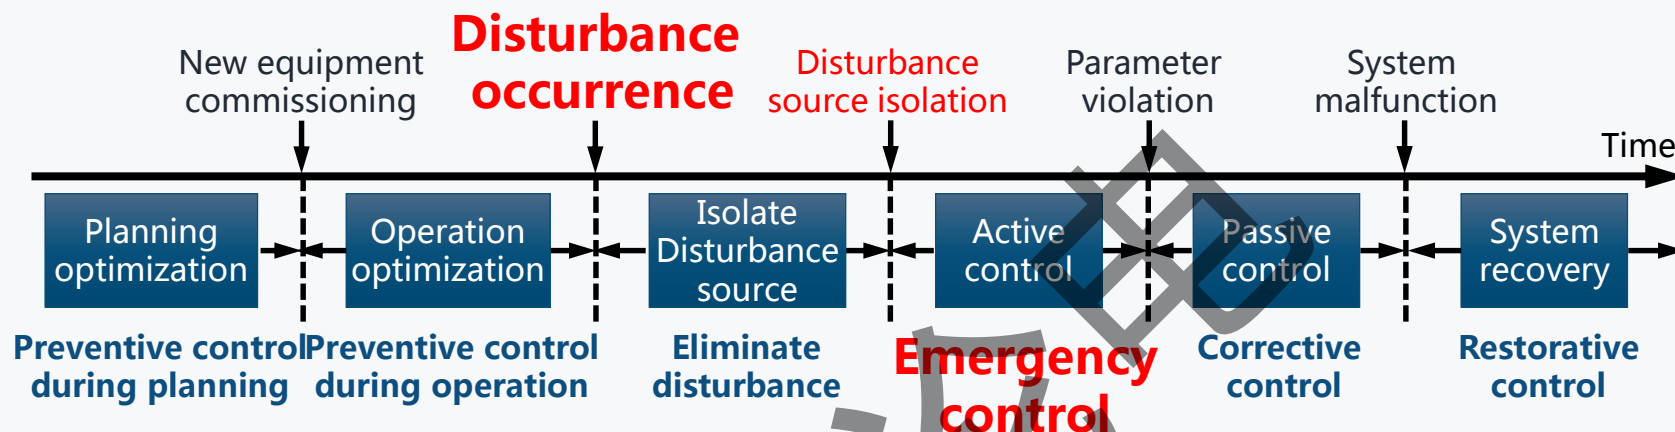 New equipment
commissioning
Disturbance
occurrence
Disturbance
source isolation
Parameter
violation
System
malfunction
Time
Planning
optimization
Operation
optimization
Isolate
Disturbance
source
Active
control
Passive
control
System
recovery
Preventive control
during planning
Preventive control
during operation
Eliminate
disturbance
Emergency
control
Corrective
control
Restorative
control